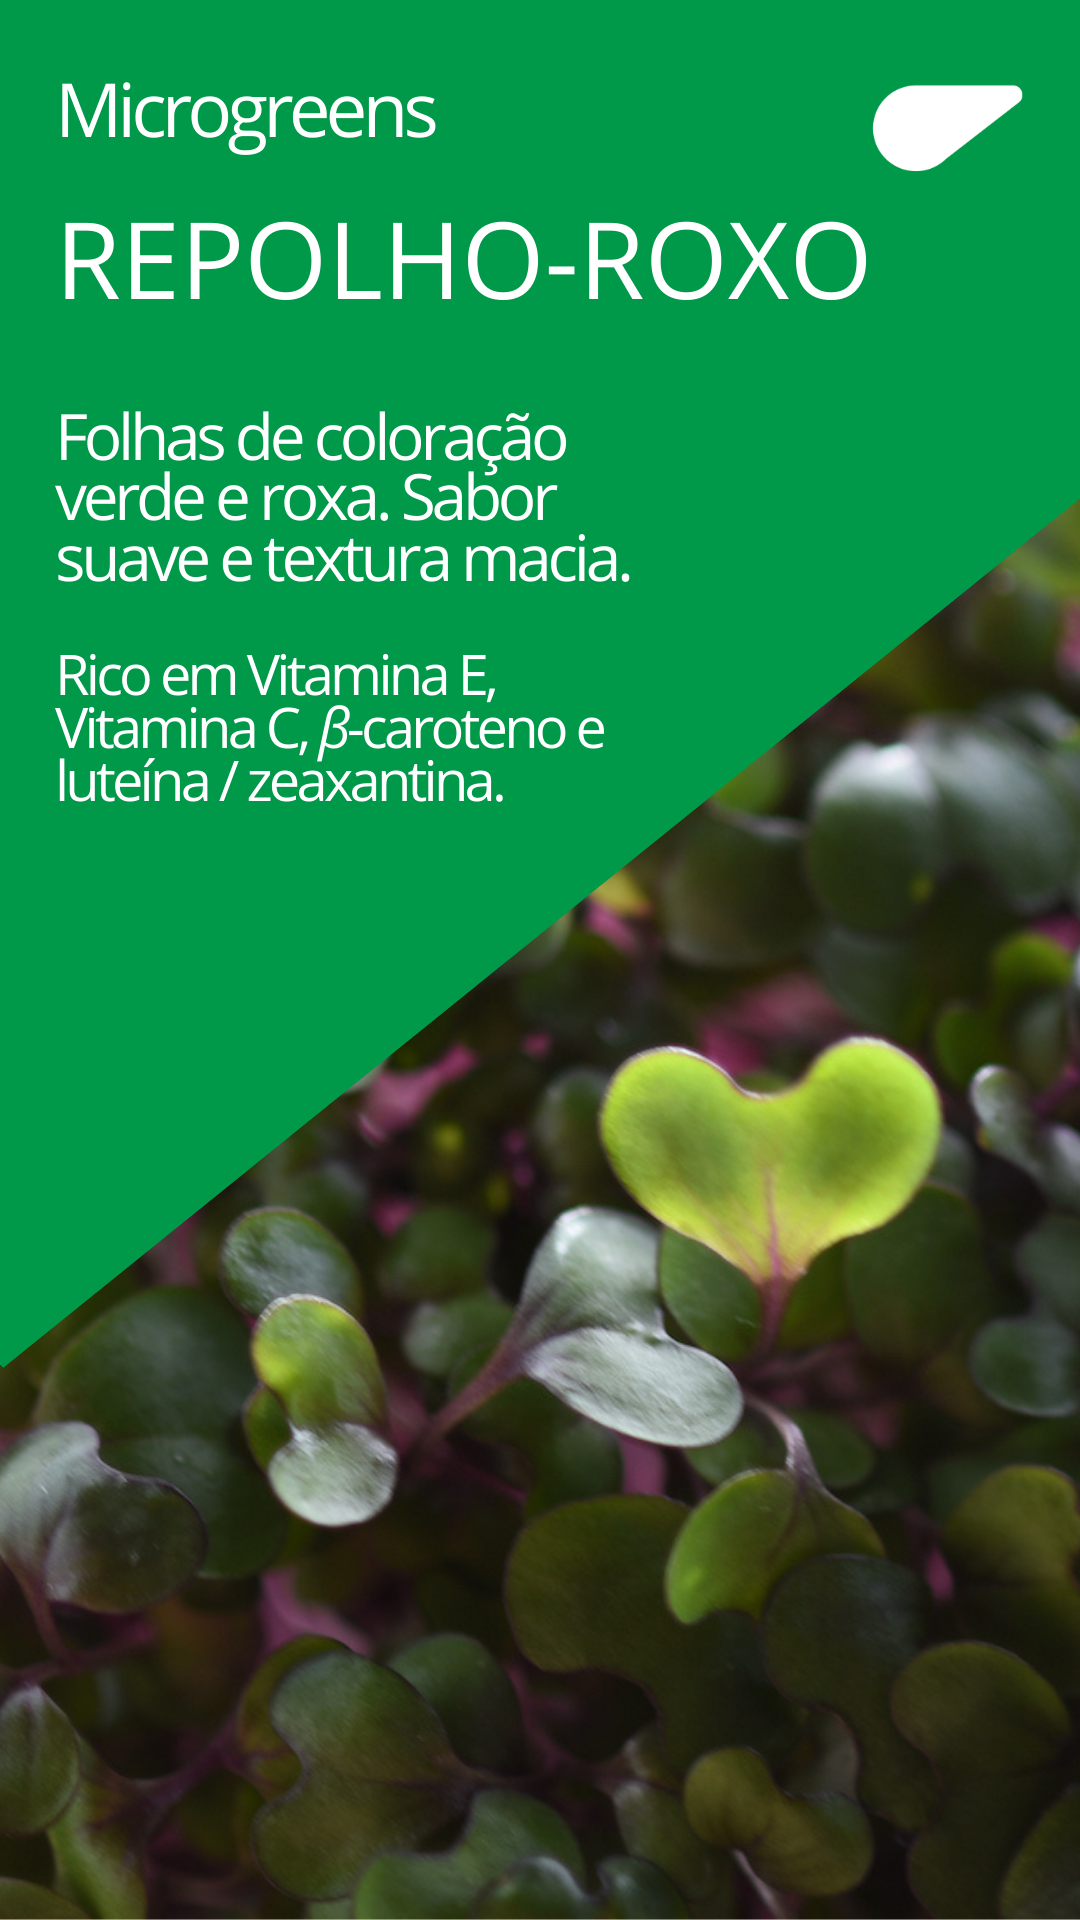 Microgreens
REPOLHO-ROXO
Folhas de coloração
verde e roxa. Sabor
suave e textura macia.
Rico em Vitamina E,
Vitamina C, β-caroteno e
luteína / zeaxantina.